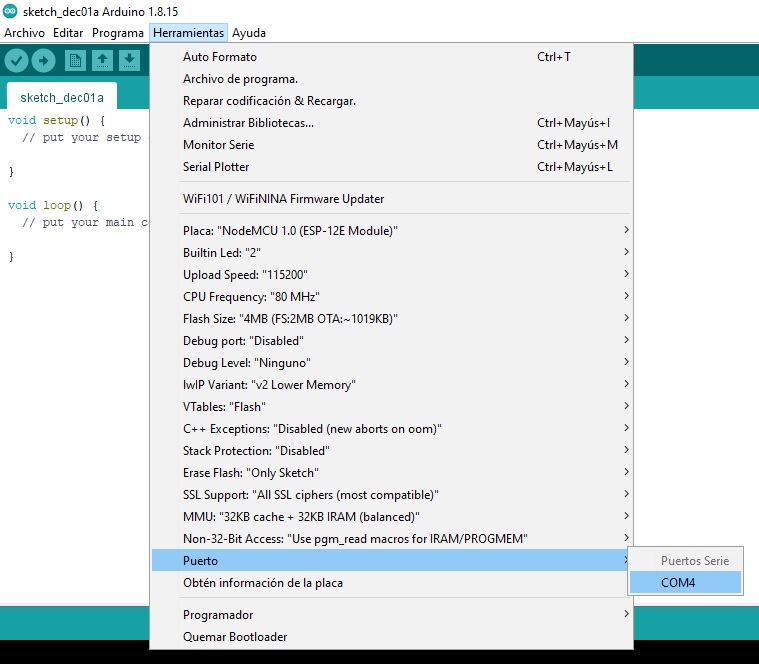 sketch_dec01a Arduino 1.8.15
Archivo Editar Programa Herramientas Ayuda
sketch_dec01a
void setup() {
// put your setup
}
void loop() {
// put your main c
}
Auto Formato Ctrl+T
Archivo de programa.
Reparar codificación & Recargar.
Administrar Bibliotecas... Ctrl+Mayús+I
Monitor Serie Ctrl+Mayús+M
Serial Plotter Ctrl+Mayús+L
WiFi101 / WiFiNINA Firmware Updater
Placa: "NodeMCU 1.0 (ESP-12E Module)"
Builtin Led: "2"
Upload Speed: "115200"
CPU Frequency: "80 MHz"
Flash Size: "4MB (FS:2MB OTA:~1019KB)"
Debug port: "Disabled"
Debug Level: "Ninguno"
lwIP Variant: "v2 Lower Memory"
VTables: "Flash"
C++ Exceptions: "Disabled (new aborts on oom)"
Stack Protection: "Disabled"
Erase Flash: "Only Sketch"
SSL Support: "All SSL ciphers (most compatible)"
MMU: "32KB cache + 32KB IRAM (balanced)"
Non-32-Bit Access: "Use pgm_read macros for IRAM/PROGMEM"
Puerto
Obtén información de la placa
Programador
Quemar Bootloader
Puertos Serie
COM4